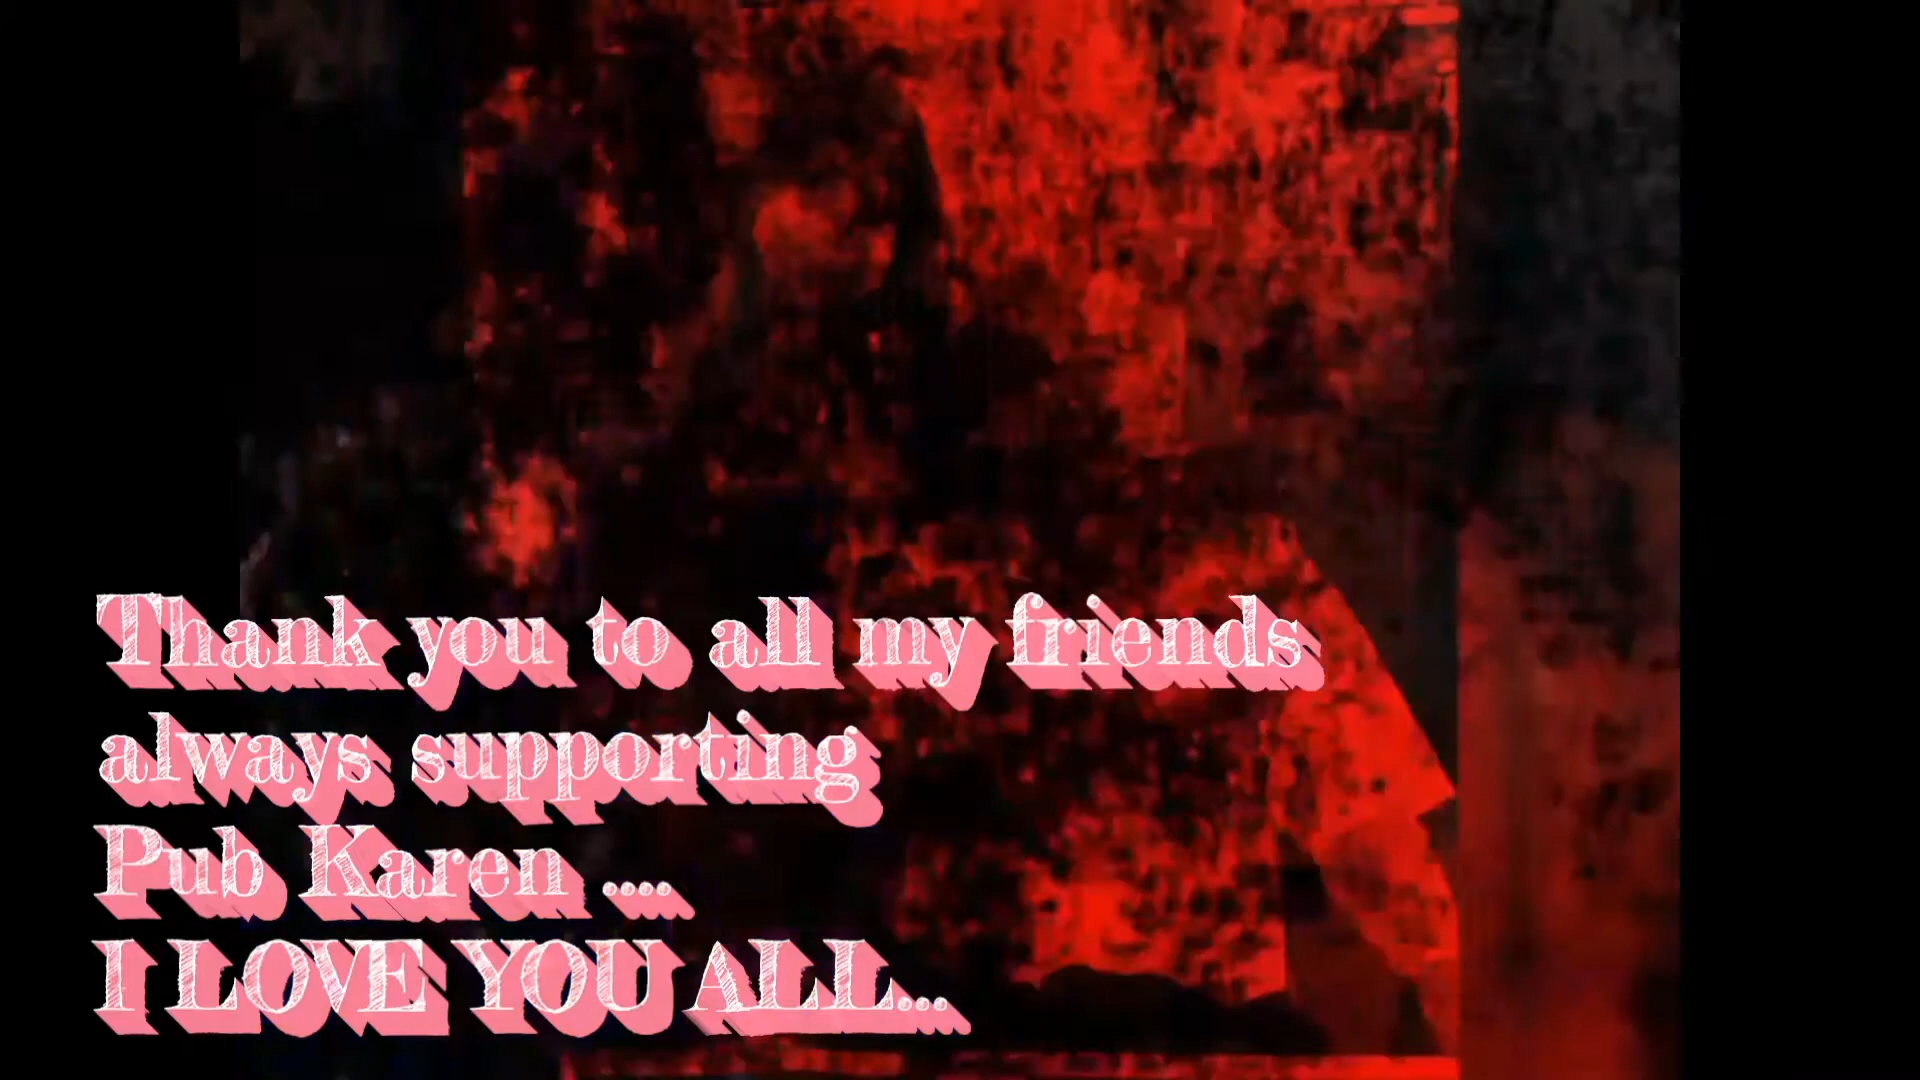 Thank you to all my friends
always supporting
Pub Karen ....
I LOVE YOU ALL...